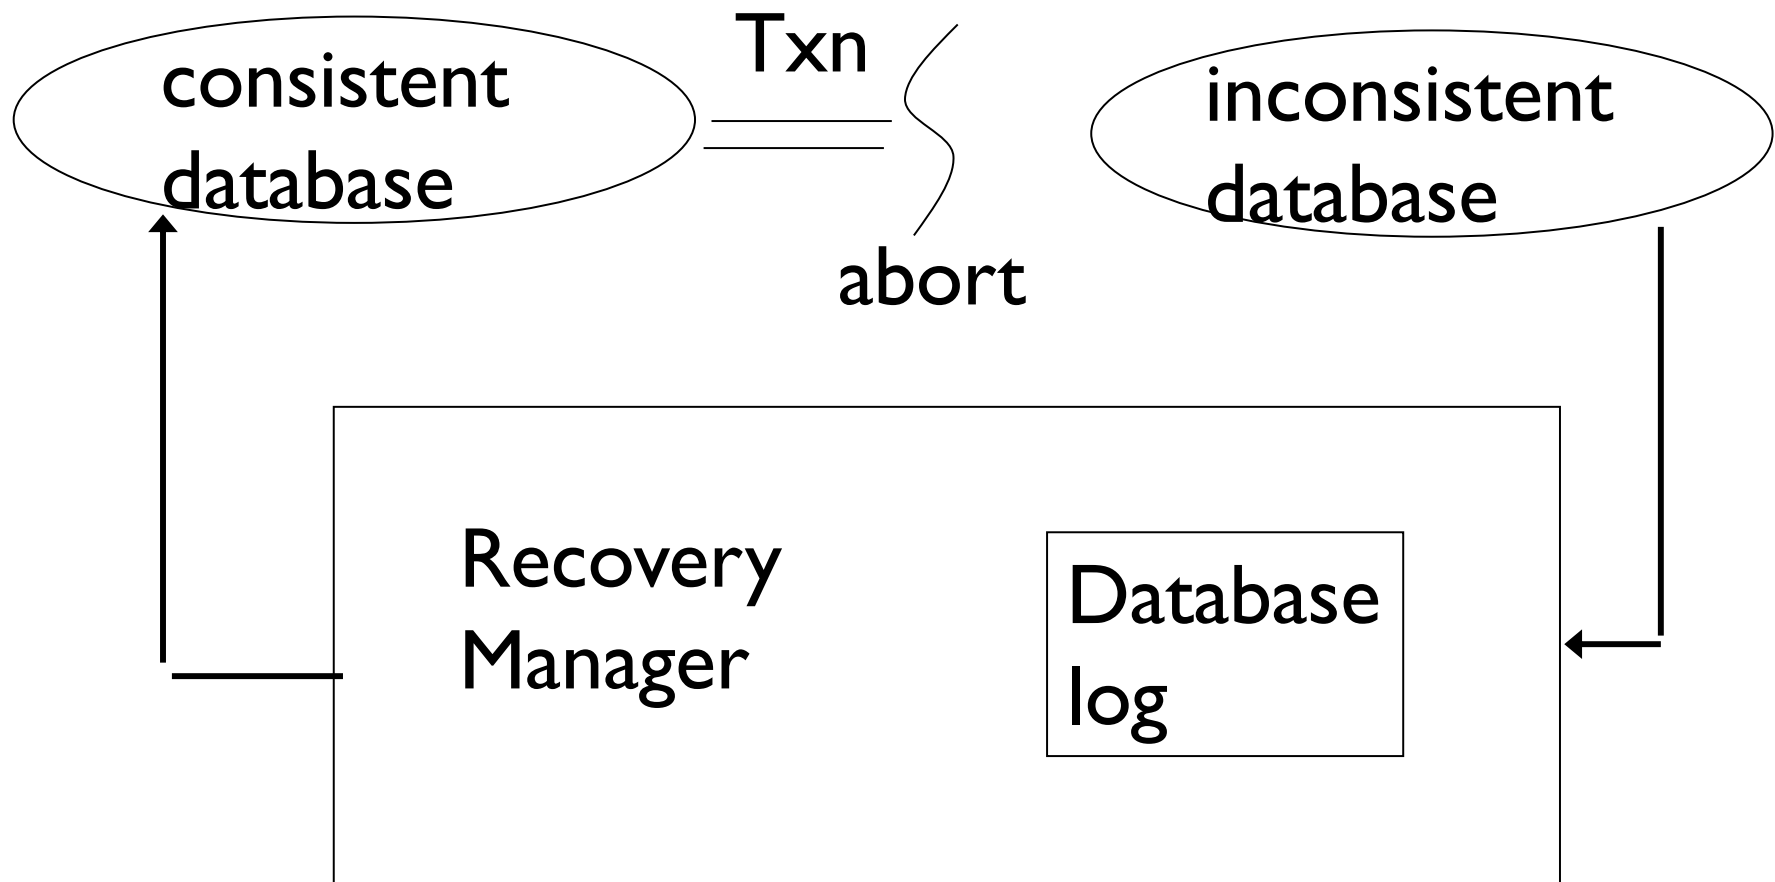 consistent
database
Txn
abort
inconsistent
database
Recovery
Manager
Database
log